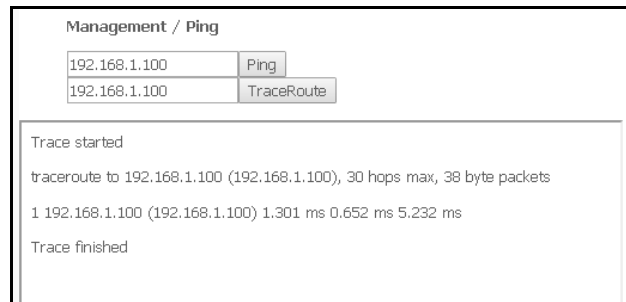 Management / Ping
192.168.1.100 Ping
192.168.1.100 TraceRoute
Trace started
traceroute to 192.168.1.100 (192.168.1.100), 30 hops max, 38 byte packets
1 192.168.1.100 (192.168.1.100) 1.301 ms 0.652 ms 5.232 ms
Trace finished